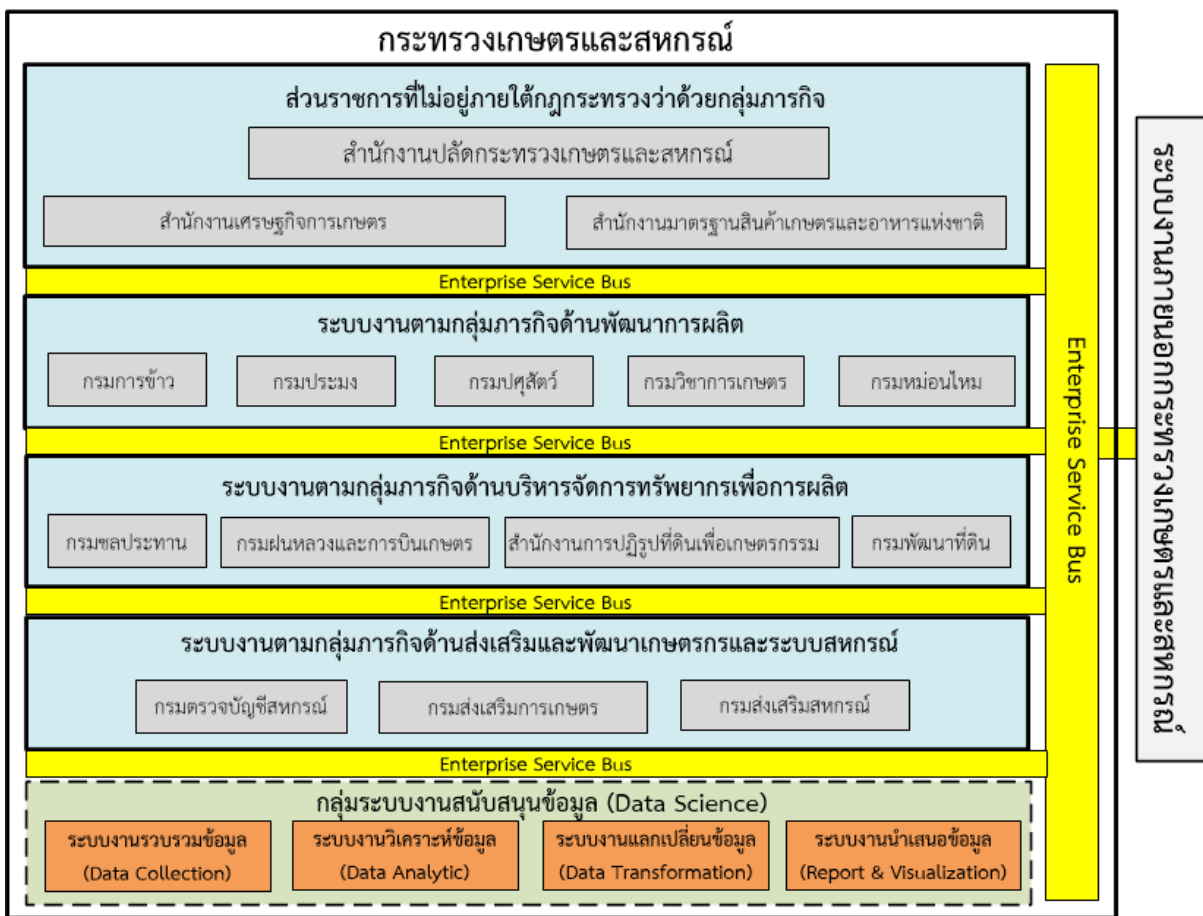 กระทรวงเกษตรและสหกรณ์
ส่วนราชการที่ไม่อยู่ภายใต้กฎกระทรวงว่าด้วยกลุ่มภารกิจ
สำนักงานปลัดกระทรวงเกษตรและสหกรณ์
สำนักงานเศรษฐกิจการเกษตร
สำนักงานมาตรฐานสินค้าเกษตรและอาหารแห่งชาติ
Enterprise Service Bus
ระบบงานตามกลุ่มภารกิจด้านพัฒนาการผลิต
กรมการข้าว
กรมประมง
กรมปศุสัตว์
กรมวิชาการเกษตร
กรมหม่อนไหม
Enterprise Service Bus
ระบบงานตามกลุ่มภารกิจด้านบริหารจัดการทรัพยากรเพื่อการผลิต
กรมชลประทาน
กรมฝนหลวงและการบินเกษตร
สำนักงานการปฏิรูปที่ดินเพื่อเกษตรกรรม
กรมพัฒนาที่ดิน
Enterprise Service Bus
ระบบงานตามกลุ่มภารกิจด้านส่งเสริมและพัฒนาเกษตรกรและระบบสหกรณ์
กรมตรวจบัญชีสหกรณ์
กรมส่งเสริมการเกษตร
กรมส่งเสริมสหกรณ์
Enterprise Service Bus
กลุ่มระบบงานสนับสนุนข้อมูล (Data Science)
ระบบงานรวบรวมข้อมูล
(Data Collection)
ระบบงานวิเคราะห์ข้อมูล
(Data Analytic)
ระบบงานแลกเปลี่ยนข้อมูล
(Data Transformation)
ระบบงานนำเสนอข้อมูล
(Report & Visualization)
Enterprise Service Bus
ระบบงานภายนอกกระทรวงเกษตรและสหกรณ์